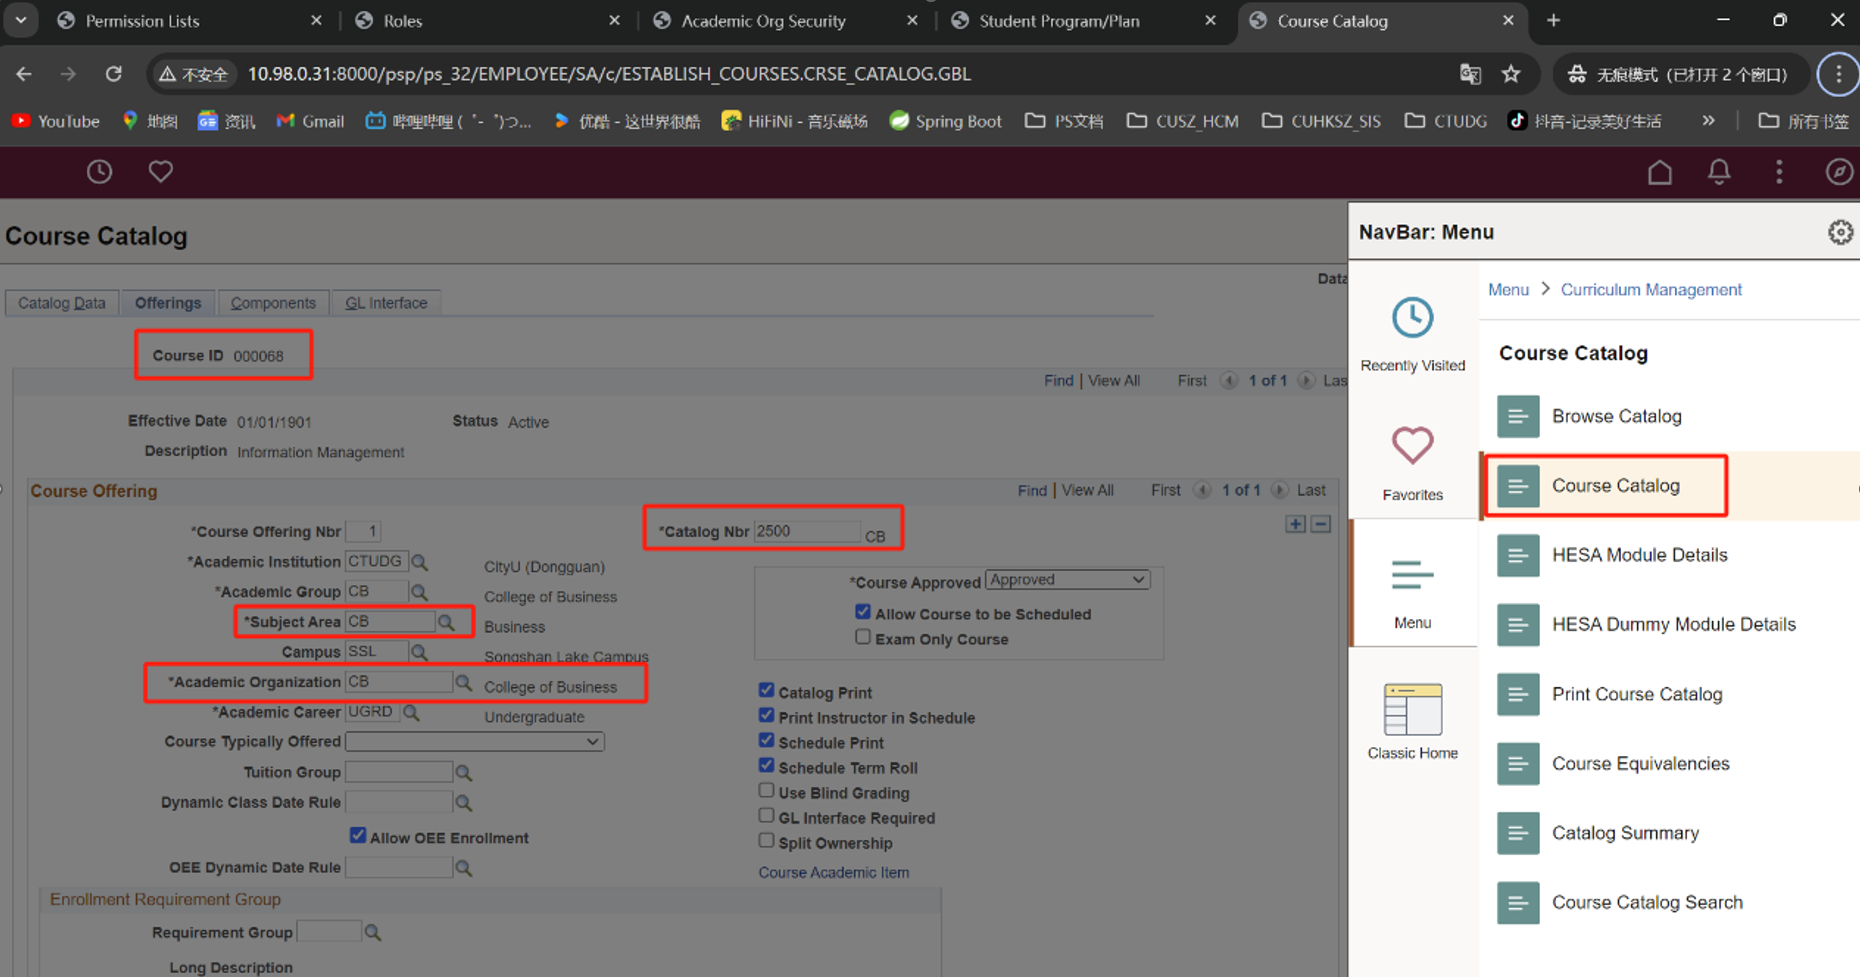 Permission Lists
Roles
Academic Org Security
Student Program/Plan
Course Catalog
不安全
10.98.0.31:8000/psp/ps_32/EMPLOYEE/SA/c/ESTABLISH_COURSES.CRSE_CATALOG.GBL
无痕模式 (已打开 2 个窗口)
YouTube
地图
资讯
Gmail
哔哩哔哩 ( ゜- ゜)つ...
优酷 - 这世界很酷
HiFiNi - 音乐磁场
Spring Boot
PS文档
CUSZ_HCM
CUHKSZ_SIS
CTUDG
抖音-记录美好生活
»
所有书签
Course Catalog
Data
Catalog Data
Offerings
Components
GL Interface
Course ID 000068
Find | View All First 1 of 1 Las
Effective Date 01/01/1901
Status Active
Description Information Management
Course Offering
Find | View All First 1 of 1 Last
*Course Offering Nbr 1
*Catalog Nbr 2500 CB
*Academic Institution CTUDG CityU (Dongguan)
*Academic Group CB College of Business
*Subject Area CB Business
Campus SSL Songshan Lake Campus
*Academic Organization CB College of Business
*Academic Career UGRD Undergraduate
Course Typically Offered
Tuition Group
Dynamic Class Date Rule
Allow OEE Enrollment
OEE Dynamic Date Rule
*Course Approved Approved
Allow Course to be Scheduled
Exam Only Course
Catalog Print
Print Instructor in Schedule
Schedule Print
Schedule Term Roll
Use Blind Grading
GL Interface Required
Split Ownership
Course Academic Item
Enrollment Requirement Group
Requirement Group
Long Description
NavBar: Menu
Recently Visited
Favorites
Menu
Classic Home
Menu > Curriculum Management
Course Catalog
Browse Catalog
Course Catalog
HESA Module Details
HESA Dummy Module Details
Print Course Catalog
Course Equivalencies
Catalog Summary
Course Catalog Search